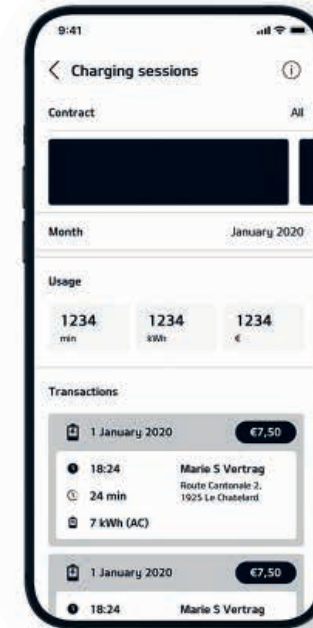 9:41
Charging sessions
Contract All
Month January 2020
Usage
1234 1234 1234
min kWh €
Transactions
1 January 2020 €7,50
18:24 Marie S Vertrag
Route Cantonale 2,
24 min 1925 Le Chatelard
7 kWh (AC)
1 January 2020 €7,50
18:24 Marie S Vertrag